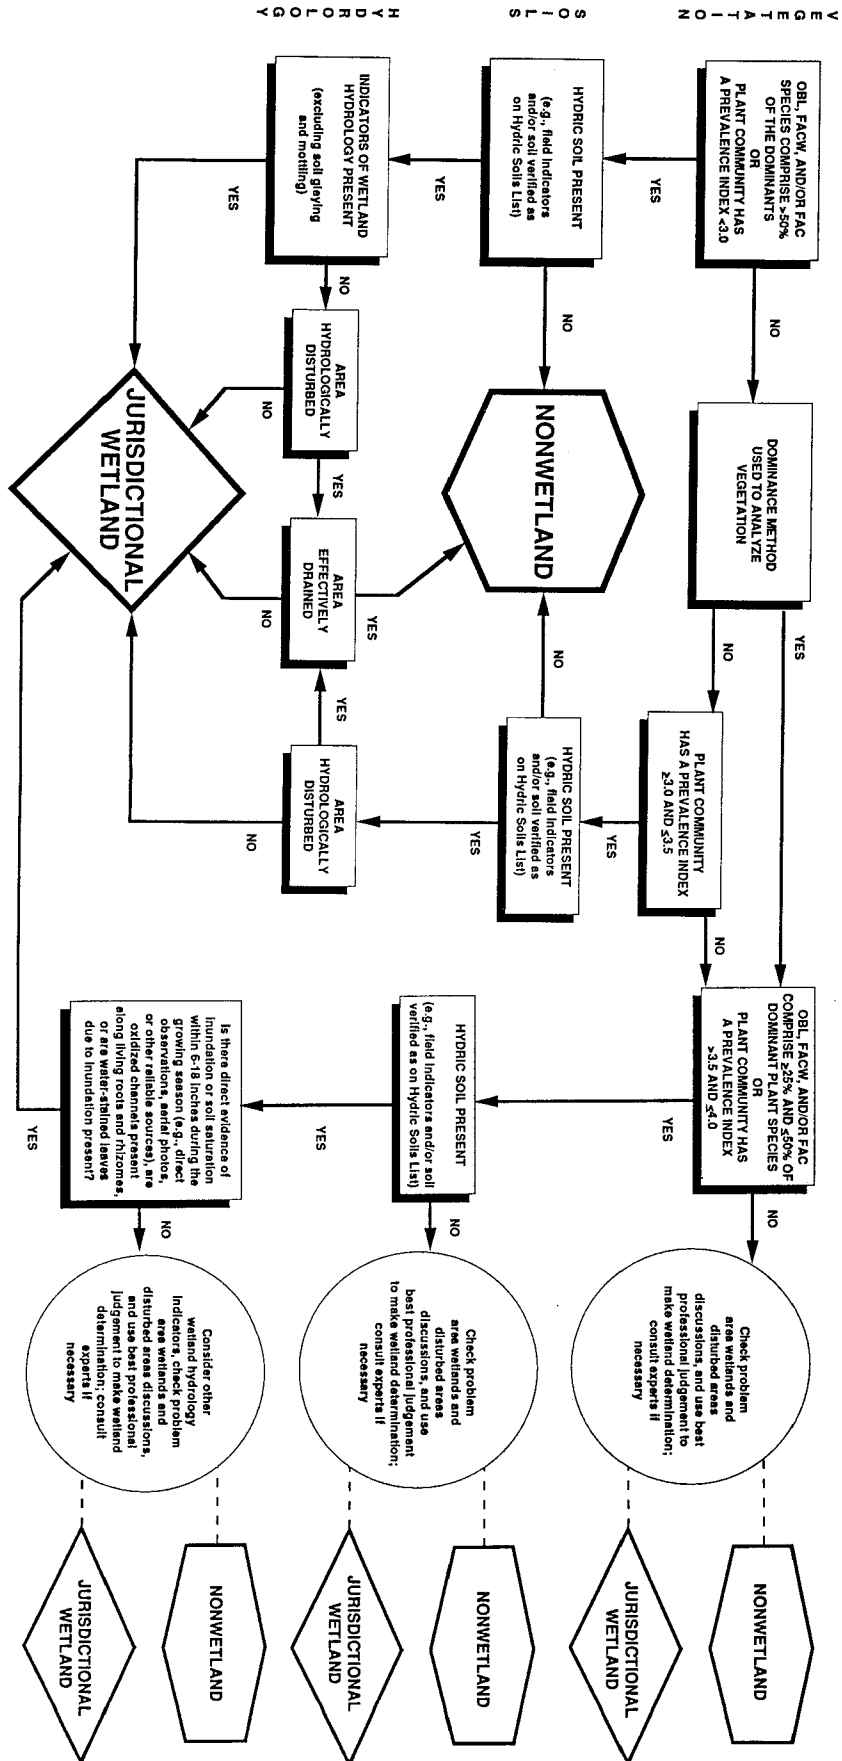 VEGETATION
OBL, FACW, AND/OR FAC
SPECIES COMPRISE >50%
OF THE DOMINANTS
OR
PLANT COMMUNITY HAS
A PREVALENCE INDEX <3.0
NO
YES
DOMINANCE METHOD
USED TO ANALYZE
VEGETATION
YES
NO
PLANT COMMUNITY
HAS A PREVALENCE INDEX
≥3.0 AND ≤3.5
NO
YES
OBL, FACW, AND/OR FAC
COMPRISE ≥25% AND ≤50% OF
DOMINANT PLANT SPECIES
OR
PLANT COMMUNITY HAS
A PREVALENCE INDEX
>3.5 AND ≤4.0
NO
YES
Check problem
area wetlands and
disturbed areas
discussions, and use best
professional judgement to
make wetland determination;
consult experts if
necessary
NONWETLAND
JURISDICTIONAL
WETLAND
SOILS
HYDRIC SOIL PRESENT
(e.g., field indicators
and/or soil verified as
on Hydric Soils List)
NO
YES
NONWETLAND
NO
HYDRIC SOIL PRESENT
(e.g., field indicators
and/or soil verified as
on Hydric Soils List)
YES
HYDRIC SOIL PRESENT
(e.g., field indicators and/or soil
verified as on Hydric Soils List)
NO
YES
Check problem
area wetlands and
disturbed areas
discussions, and use
best professional judgement
to make wetland determination;
consult experts if
necessary
NONWETLAND
JURISDICTIONAL
WETLAND
HYDROLOGY
INDICATORS OF WETLAND
HYDROLOGY PRESENT
(excluding soil gleying
and mottling)
NO
YES
AREA
HYDROLOGICALLY
DISTURBED
YES
NO
AREA
EFFECTIVELY
DRAINED
YES
NO
YES
AREA
HYDROLOGICALLY
DISTURBED
NO
JURISDICTIONAL
WETLAND
Is there direct evidence of
inundation or soil saturation
within 6-18 inches during the
growing season (e.g., direct
observations, aerial photos,
or other reliable sources), are
oxidized channels present
along living roots and rhizomes,
or are water-stained leaves
due to inundation present?
NO
YES
Consider other
wetland hydrology
indicators, check problem
area wetlands and
disturbed areas discussions,
and use best professional
judgement to make wetland
determination; consult
experts if
necessary
NONWETLAND
JURISDICTIONAL
WETLAND